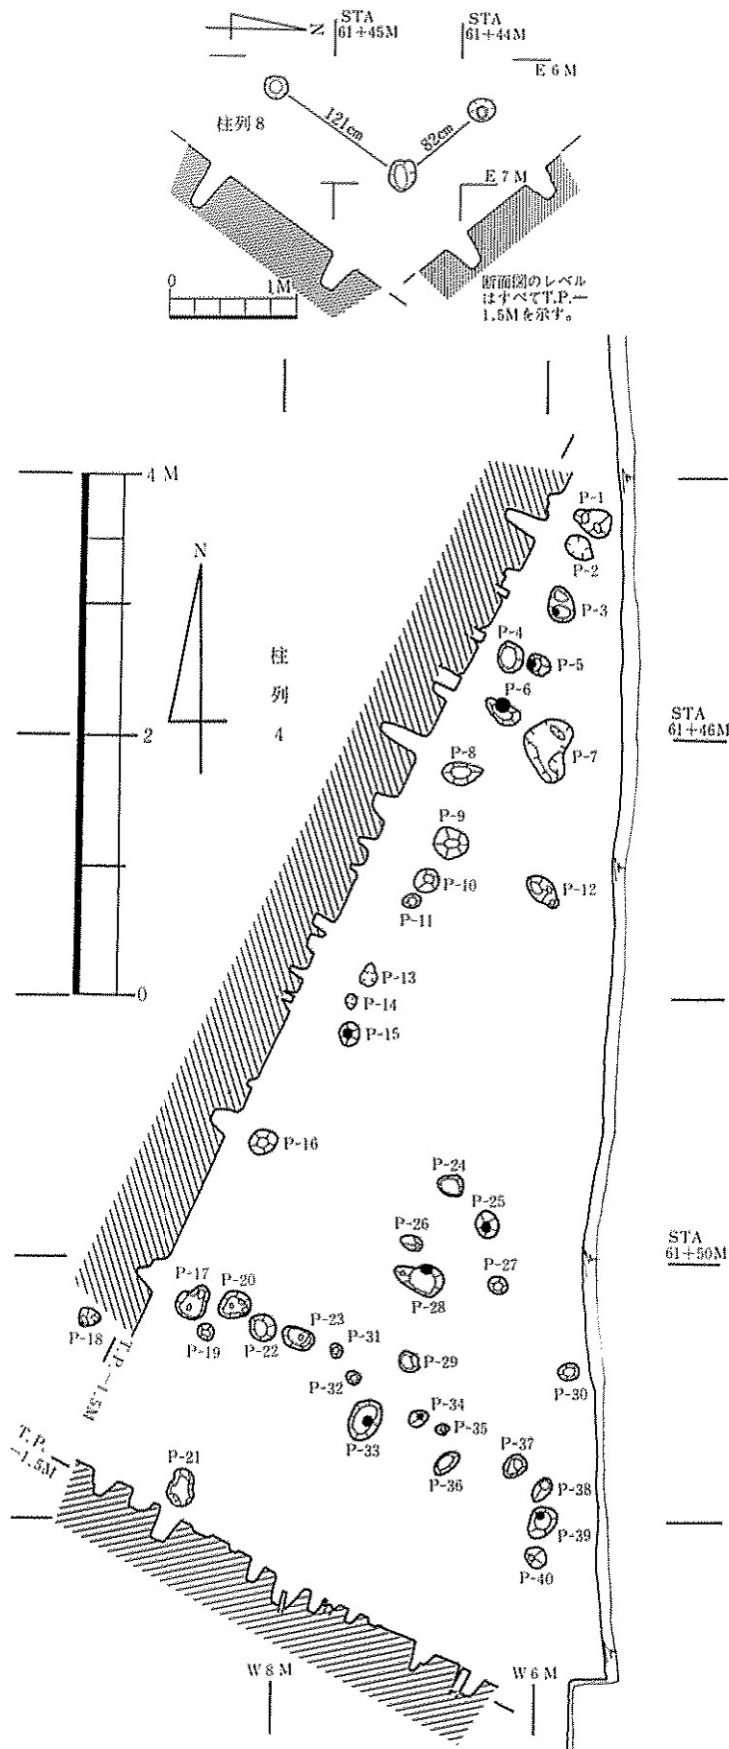 STA
61+45M
STA
61+44M
N
E 6 M
柱列 8
121cm
82cm
E 7 M
0
1M
断面図のレベル
はすべてT.P.—
1.5Mを示す。
4 M
2
0
N
柱
列
4
P-1
P-2
P-3
P-4
P-5
P-6
P-7
STA
61+46M
P-8
P-9
P-10
P-11
P-12
P-13
P-14
P-15
P-16
P-24
P-25
P-26
P-27
P-28
STA
61+50M
P-17
P-20
P-18
P-19
P-22
P-23
P-31
P-32
P-29
P-30
T.P.-1.5M
P-33
P-34
P-35
P-36
P-37
P-38
P-39
P-40
T.P.
-1.5M
P-21
W 8 M
W 6 M